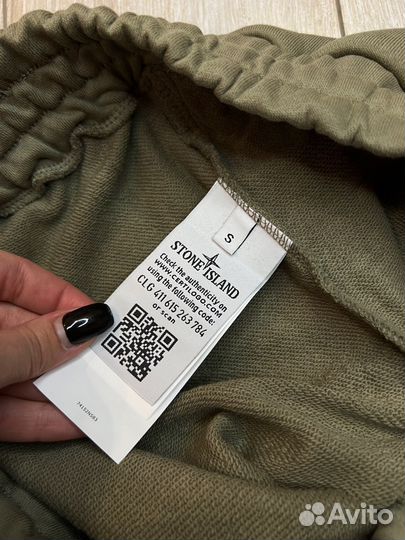 S
STONE ISLAND
Check the authenticity on
WWW.CERTILOGO.COM
using the following code:
CLG 411 615 263 784
or scan
Avito